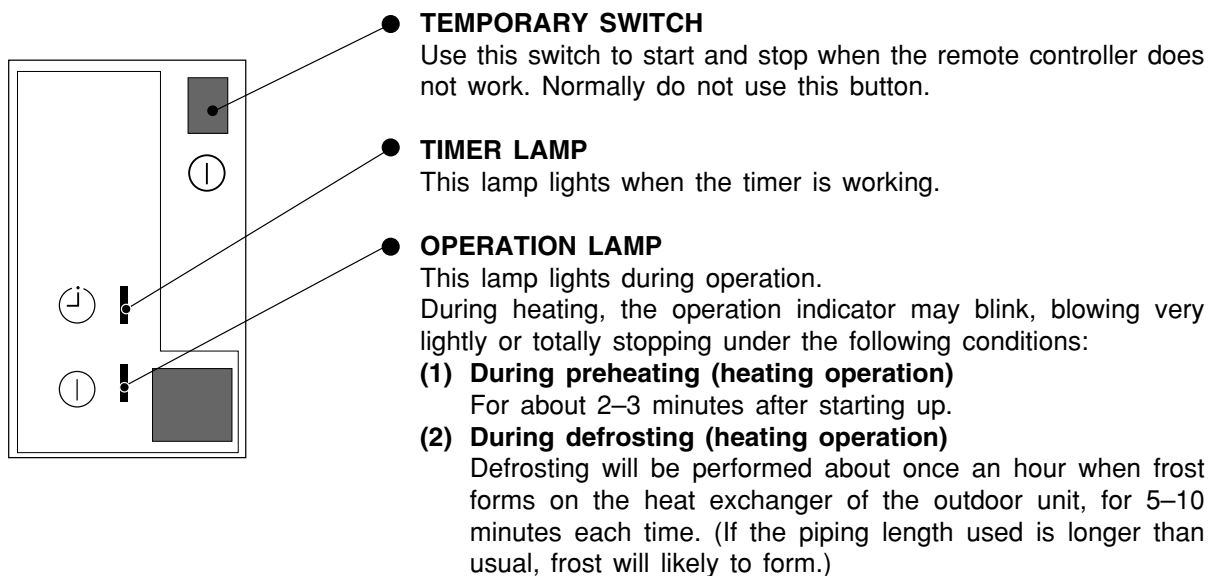 TEMPORARY SWITCH
Use this switch to start and stop when the remote controller does
not work. Normally do not use this button.
TIMER LAMP
This lamp lights when the timer is working.
OPERATION LAMP
This lamp lights during operation.
During heating, the operation indicator may blink, blowing very
lightly or totally stopping under the following conditions:
(1) During preheating (heating operation)
For about 2–3 minutes after starting up.
(2) During defrosting (heating operation)
Defrosting will be performed about once an hour when frost
forms on the heat exchanger of the outdoor unit, for 5–10
minutes each time. (If the piping length used is longer than
usual, frost will likely to form.)